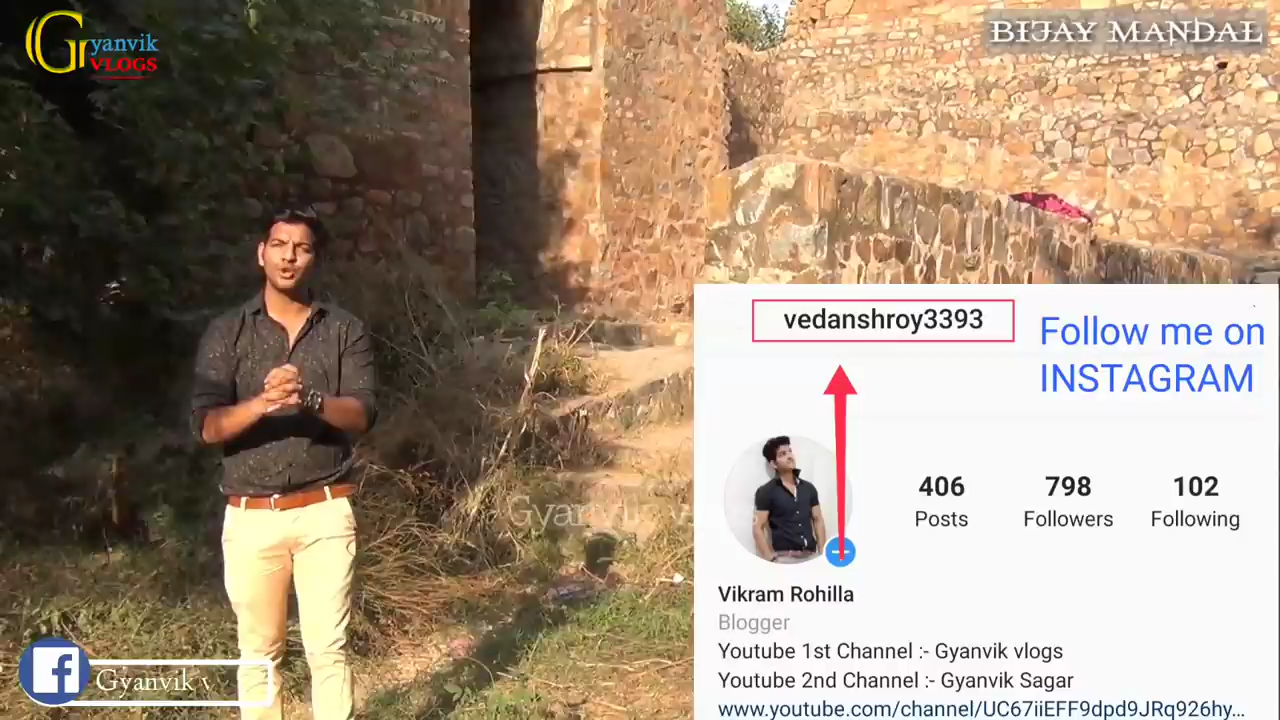 Gyanvik
VLOGS
BIJAY MANDAL
vedanshroy3393
Follow me on
INSTAGRAM
406
Posts
798
Followers
102
Following
Vikram Rohilla
Blogger
Youtube 1st Channel :- Gyanvik vlogs
Youtube 2nd Channel :- Gyanvik Sagar
www.youtube.com/channel/UC67iiEFF9dpd9JRq926hy...
Gyanvik